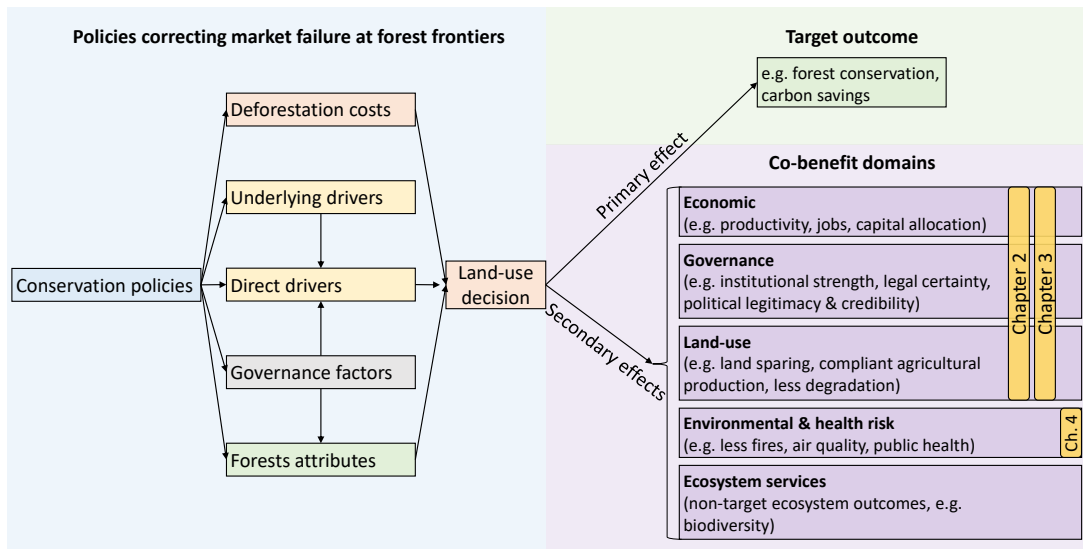 Policies correcting market failure at forest frontiers
Conservation policies
Deforestation costs
Underlying drivers
Direct drivers
Governance factors
Forests attributes
Land-use
decision
Primary effect
Secondary effects
Target outcome
e.g. forest conservation,
carbon savings
Co-benefit domains
Economic
(e.g. productivity, jobs, capital allocation)
Governance
(e.g. institutional strength, legal certainty,
political legitimacy & credibility)
Land-use
(e.g. land sparing, compliant agricultural
production, less degradation)
Environmental & health risk
(e.g. less fires, air quality, public health)
Ecosystem services
(non-target ecosystem outcomes, e.g.
biodiversity)
Chapter 2
Chapter 3
Ch. 4